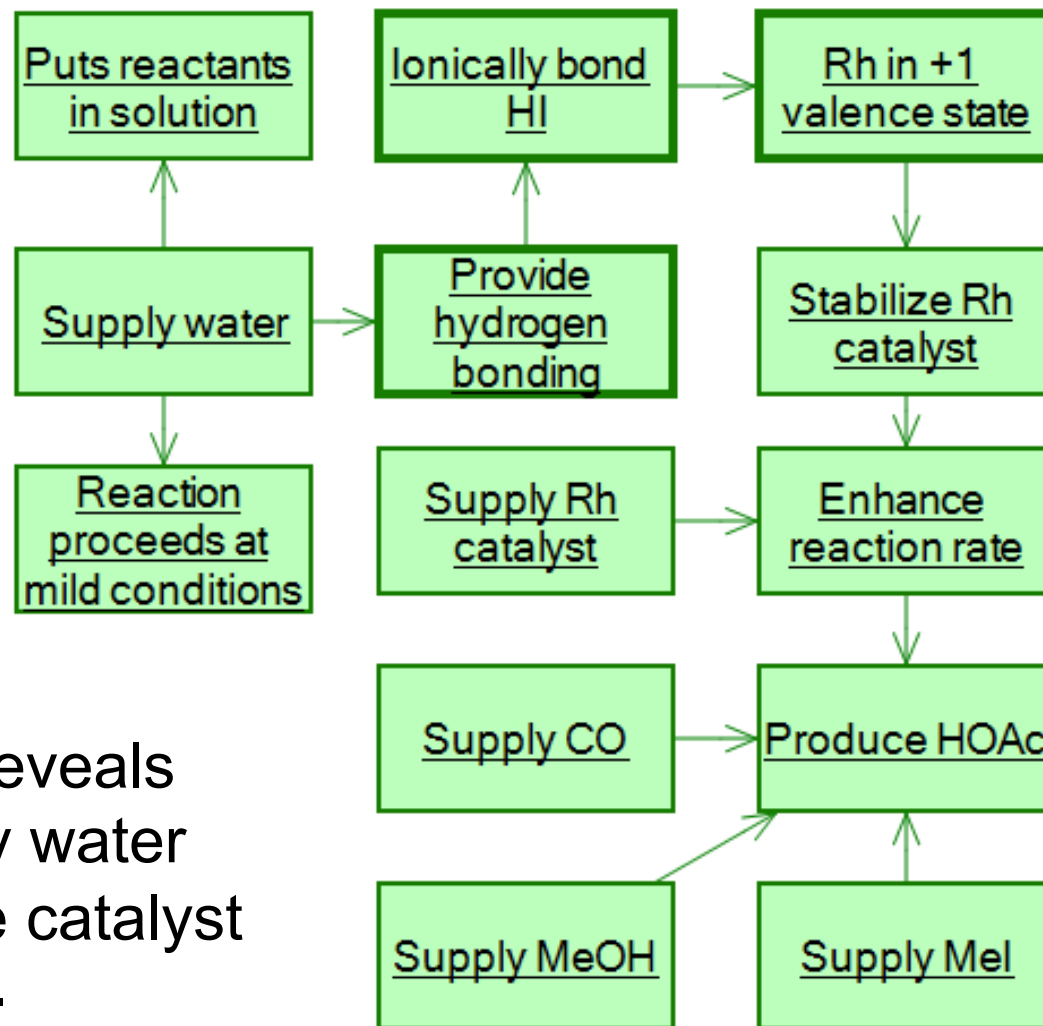 Puts reactants
in solution
Ionically bond
HI
Rh in +1
valence state
Supply water
Provide
hydrogen
bonding
Stabilize Rh
catalyst
Reaction
proceeds at
mild conditions
Supply Rh
catalyst
Enhance
reaction rate
Supply CO
Produce HOAc
Supply MeOH
Supply MeI
eveals
y water
e catalyst
.